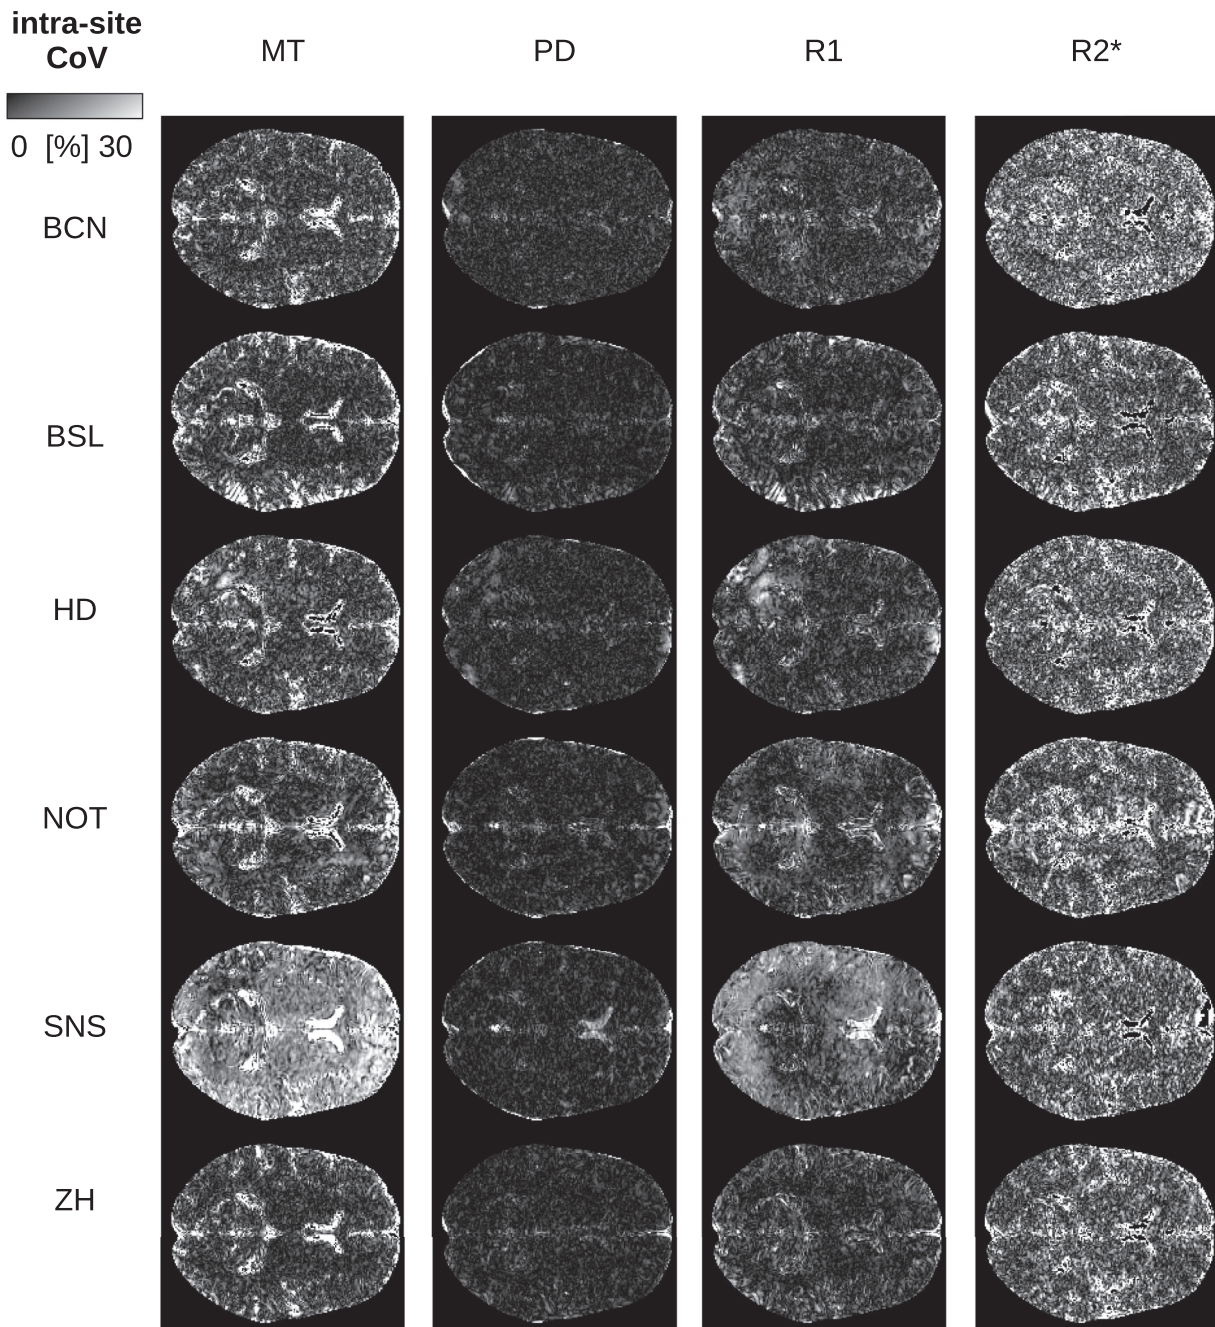 intra-site
CoV
MT PD R1 R2*
0 [%] 30
BCN
BSL
HD
NOT
SNS
ZH